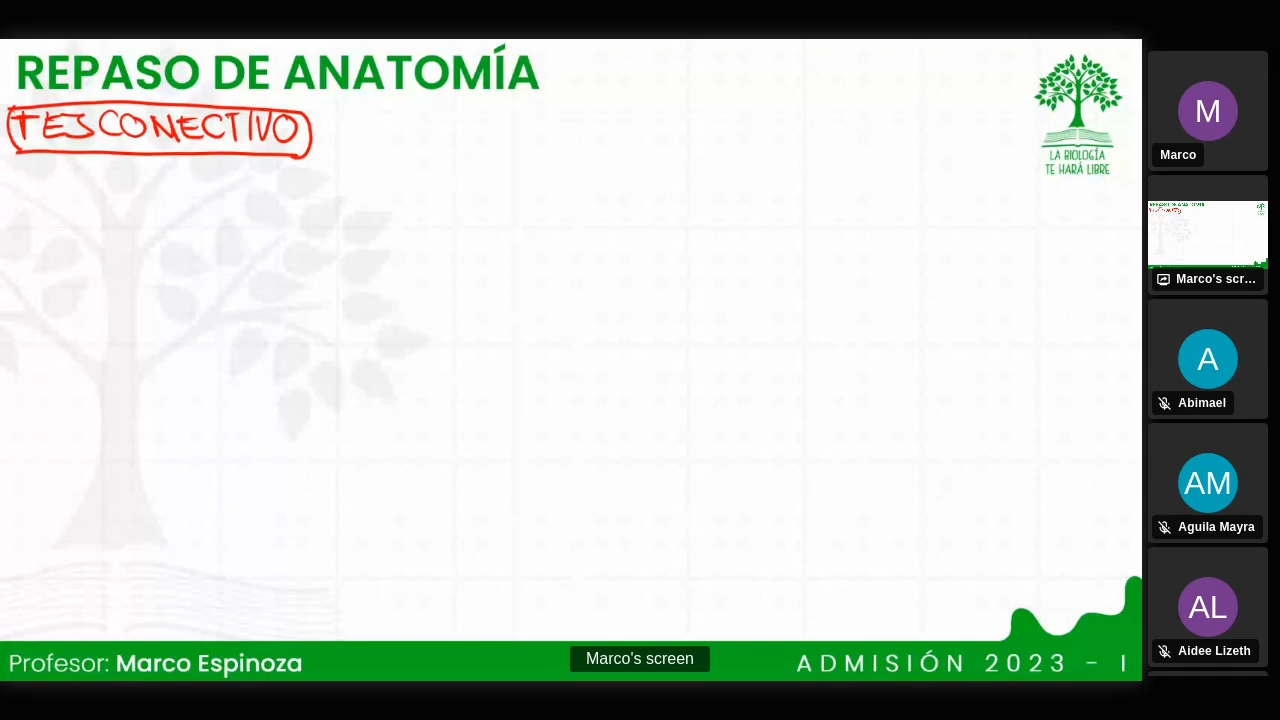 REPASO DE ANATOMÍA
TEJ CONECTIVO
LA BIOLOGÍA
TE HARÁ LIBRE
Profesor: Marco Espinoza
Marco's screen
ADMISIÓN 2023 - I
M
Marco
Marco's scr...
A
Abimael
AM
Aguila Mayra
AL
Aidee Lizeth